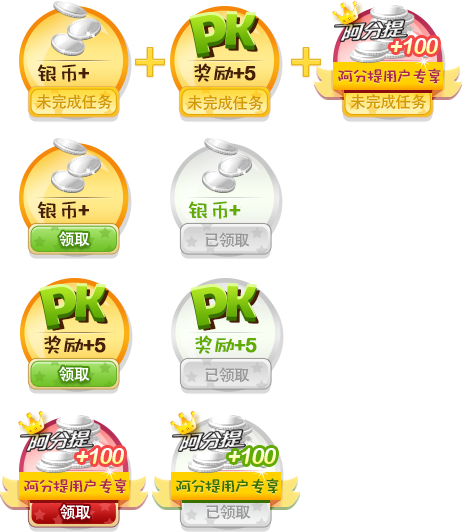 银币+
未完成任务
+
PK
奖励+5
未完成任务
+
阿分提
+100
阿分提用户专享
未完成任务
银币+
领取
银币+
已领取
PK
奖励+5
领取
PK
奖励+5
已领取
阿分提
+100
阿分提用户专享
领取
阿分提
+100
阿分提用户专享
已领取